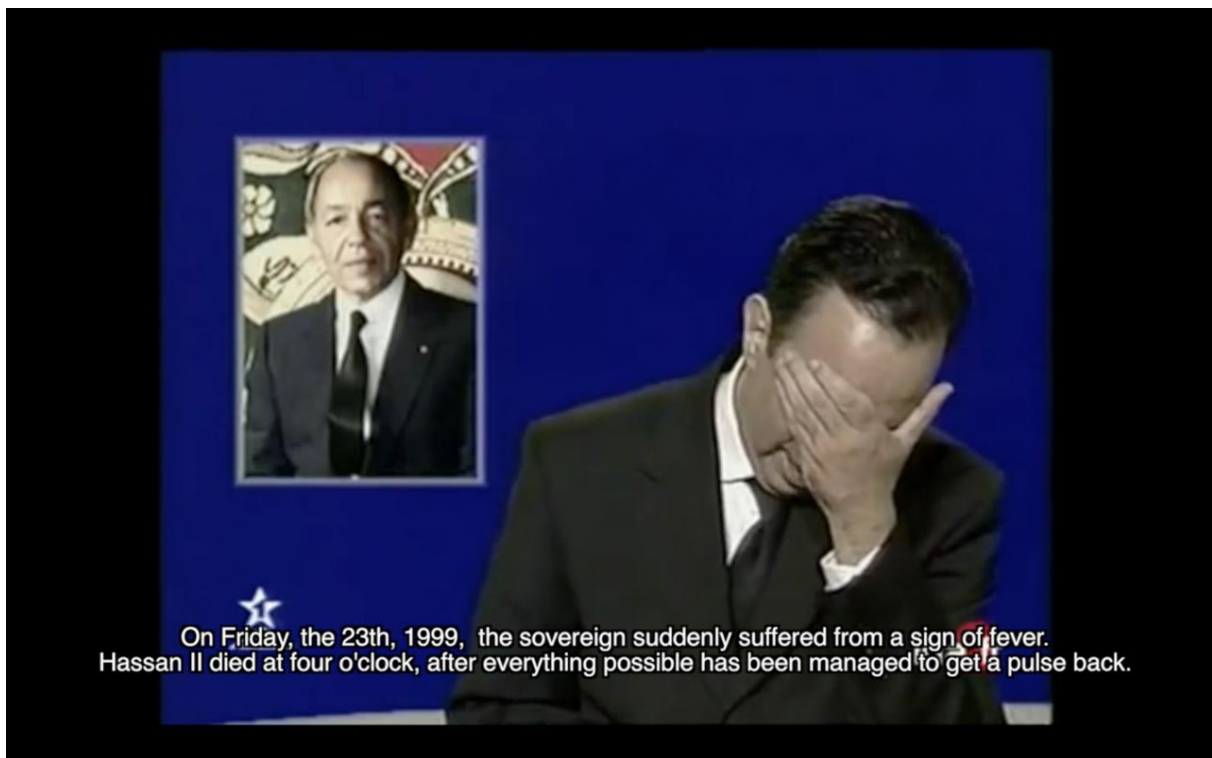 On Friday, the 23th, 1999, the sovereign suddenly suffered from a sign of fever.
Hassan II died at four o'clock, after everything possible has been managed to get a pulse back.